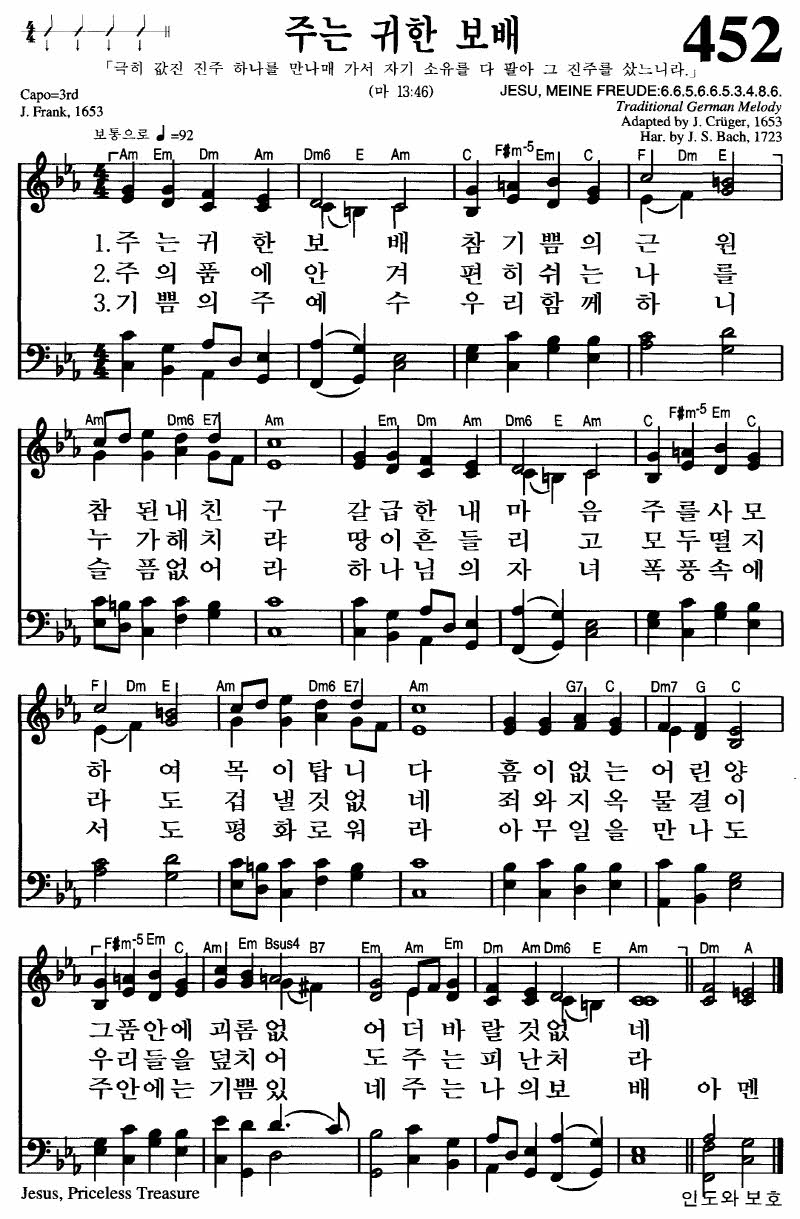 주는 귀한 보배
452
「극히 값진 진주 하나를 만나매 가서 자기 소유를 다 팔아 그 진주를 샀느니라.」
(마 13:46)
Capo=3rd
J. Frank, 1653
JESU, MEINE FREUDE:6.6.5.6.6.5.3.4.8.6.
Traditional German Melody
Adapted by J. Crüger, 1653
Har. by J. S. Bach, 1723
보통으로 ♩=92
Am Em Dm Am Dm6 E Am C F#m-5 Em C F Dm E
1.주 는 귀 한 보 배 참 기 쁨 의 근 원
2.주 의 품 에 안 겨 편 히 쉬 는 나 를
3.기 쁨 의 주 예 수 우 리 함 께 하 니
Am Dm6 E7 Am Em Dm Am Dm6 E Am C F#m-5 Em C
참 된 내 친 구 갈 급 한 내 마 음 주 를 사 모
누 가 해 치 랴 땅 이 흔 들 리 고 모 두 떨 지
슬 픔 없 어 라 하 나 님 의 자 녀 폭 풍 속 에
F Dm E Am Dm6 E7 Am G7 C Dm7 G C
하 여 목 이 탑 니 다 흠 이 없 는 어 린 양
라 도 겁 낼 것 없 네 죄 와 지 옥 물 결 이
서 도 평 화 로 워 라 아 무 일 을 만 나 도
F#m-5 Em C Am Em Bsus4 B7 Em Am Em Dm Am Dm6 E Am Dm A
그 품 안 에 괴 롬 없 어 더 바 랄 것 없 네
우 리 들 을 덮 치 어 도 주 는 피 난 처 라
주 안 에 는 기 쁨 있 네 주 는 나 의 보 배 아 멘
Jesus, Priceless Treasure
인도와 보호